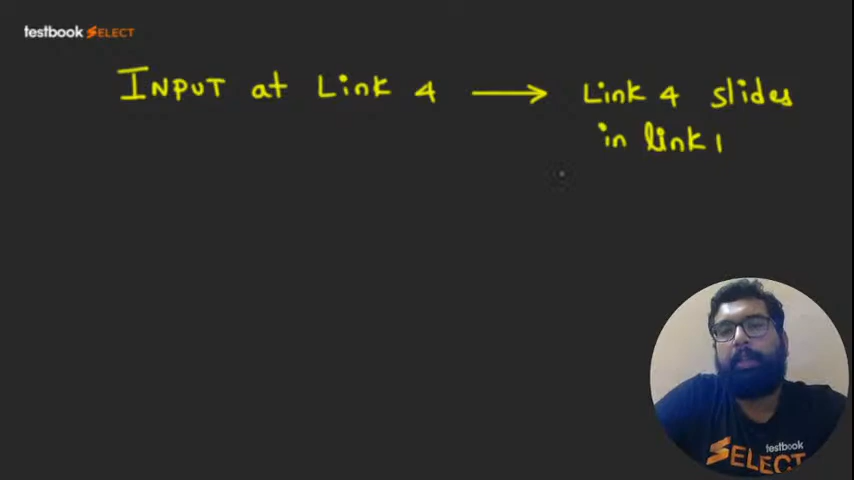 testbook SELECT
INPUT at Link 4 → Link 4 slides
in link 1
testbook
SELECT